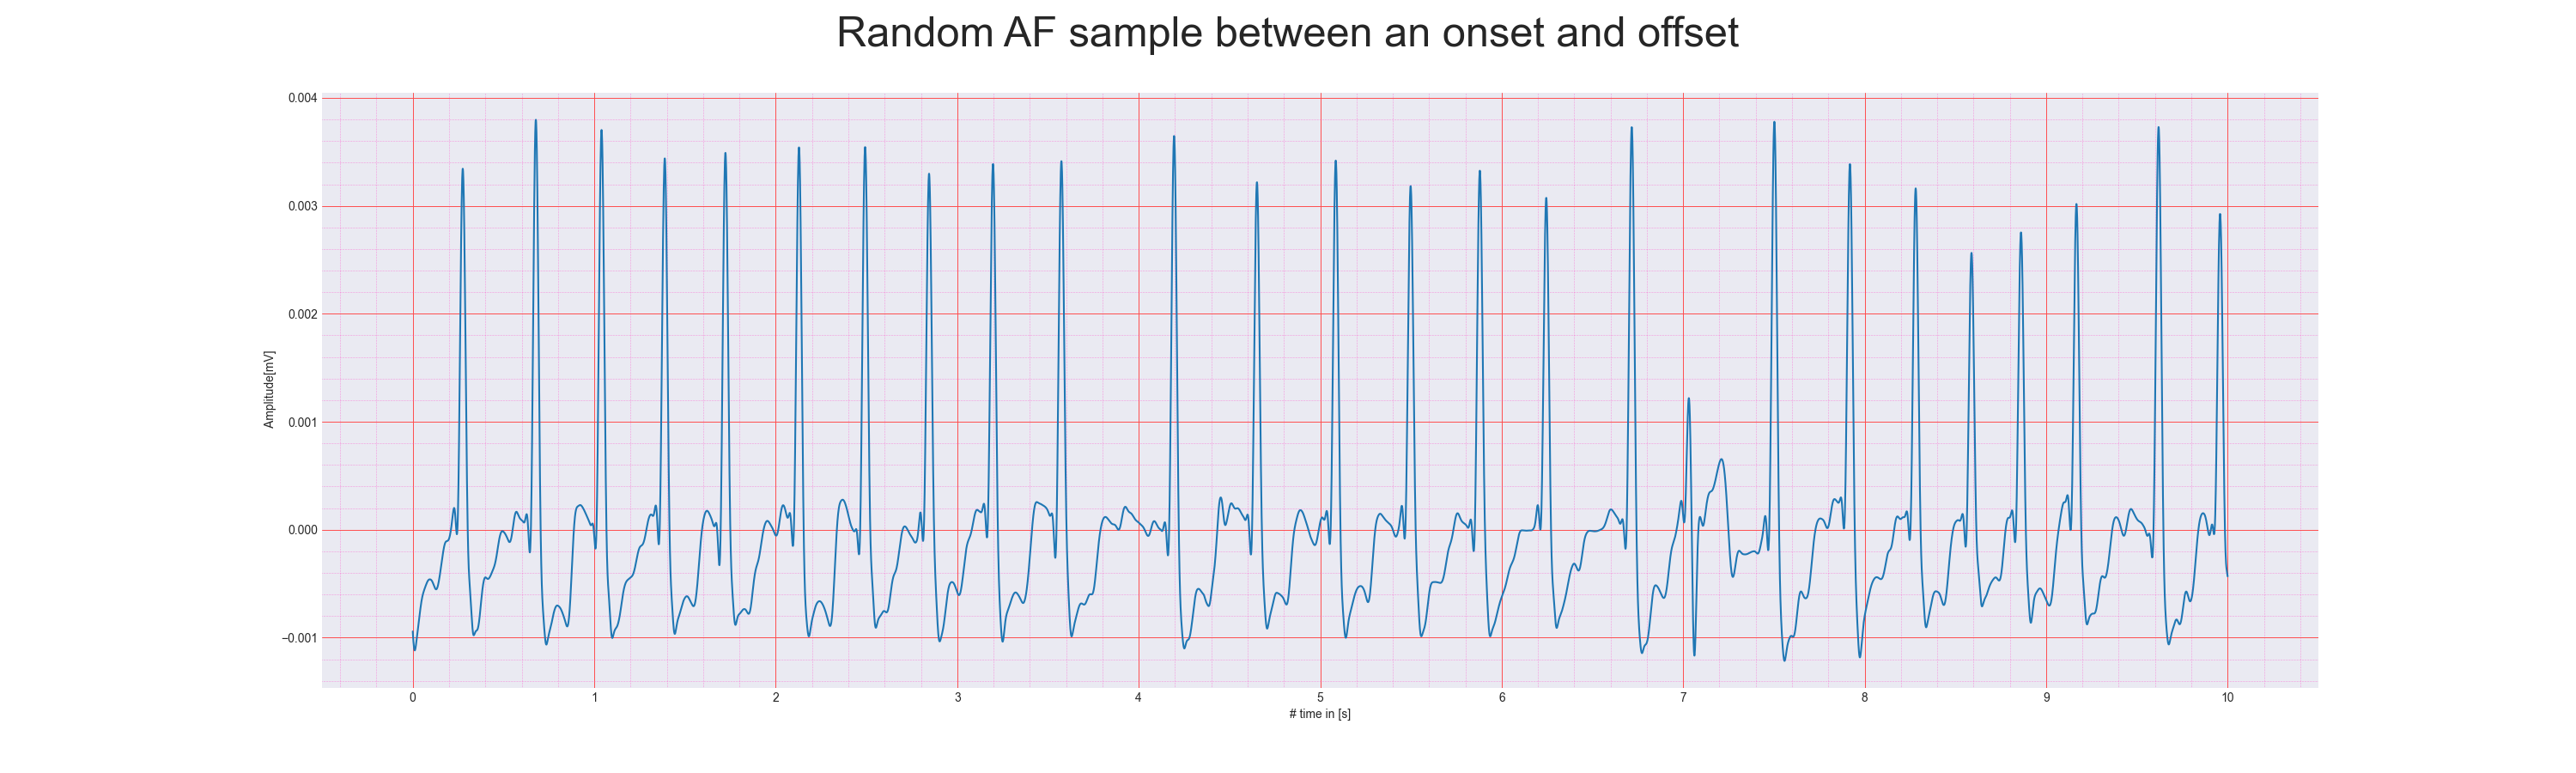 Random AF sample between an onset and offset
0.004
0.003
0.002
0.001
0.000
−0.001
Amplitude[mV]
0 1 2 3 4 5 6 7 8 9 10
# time in [s]